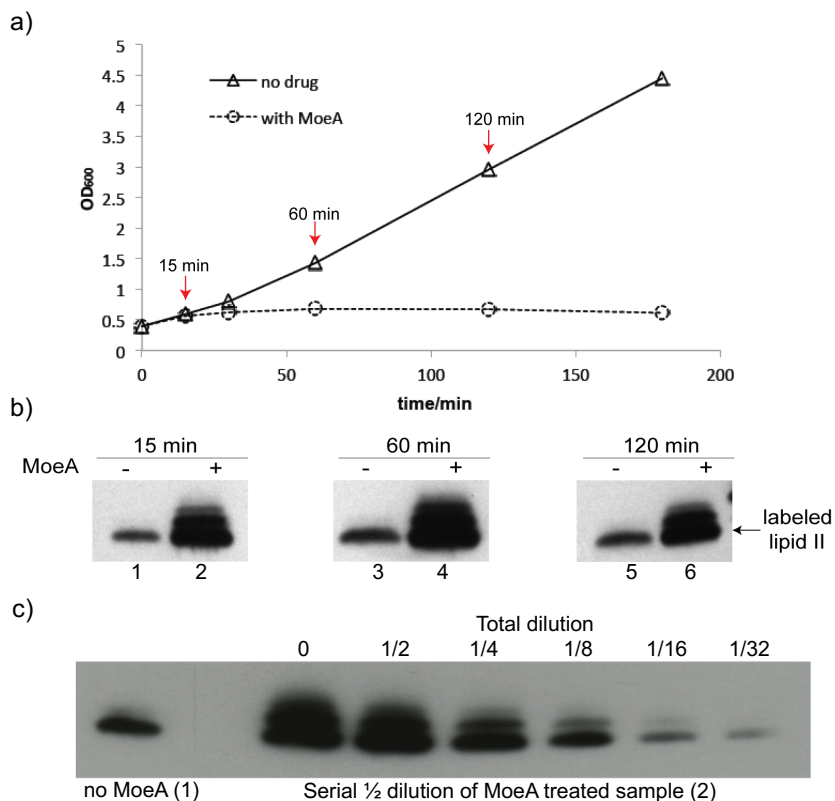 a)
5
4.5
4
3.5
3
2.5
2
1.5
1
0.5
0
OD600
no drug
with MoeA
120 min
60 min
15 min
0 50 100 150 200
time/min
b)
15 min 60 min 120 min
MoeA - + - + - +
labeled
lipid II
1 2 3 4 5 6
c)
Total dilution
0 1/2 1/4 1/8 1/16 1/32
no MoeA (1) Serial ½ dilution of MoeA treated sample (2)